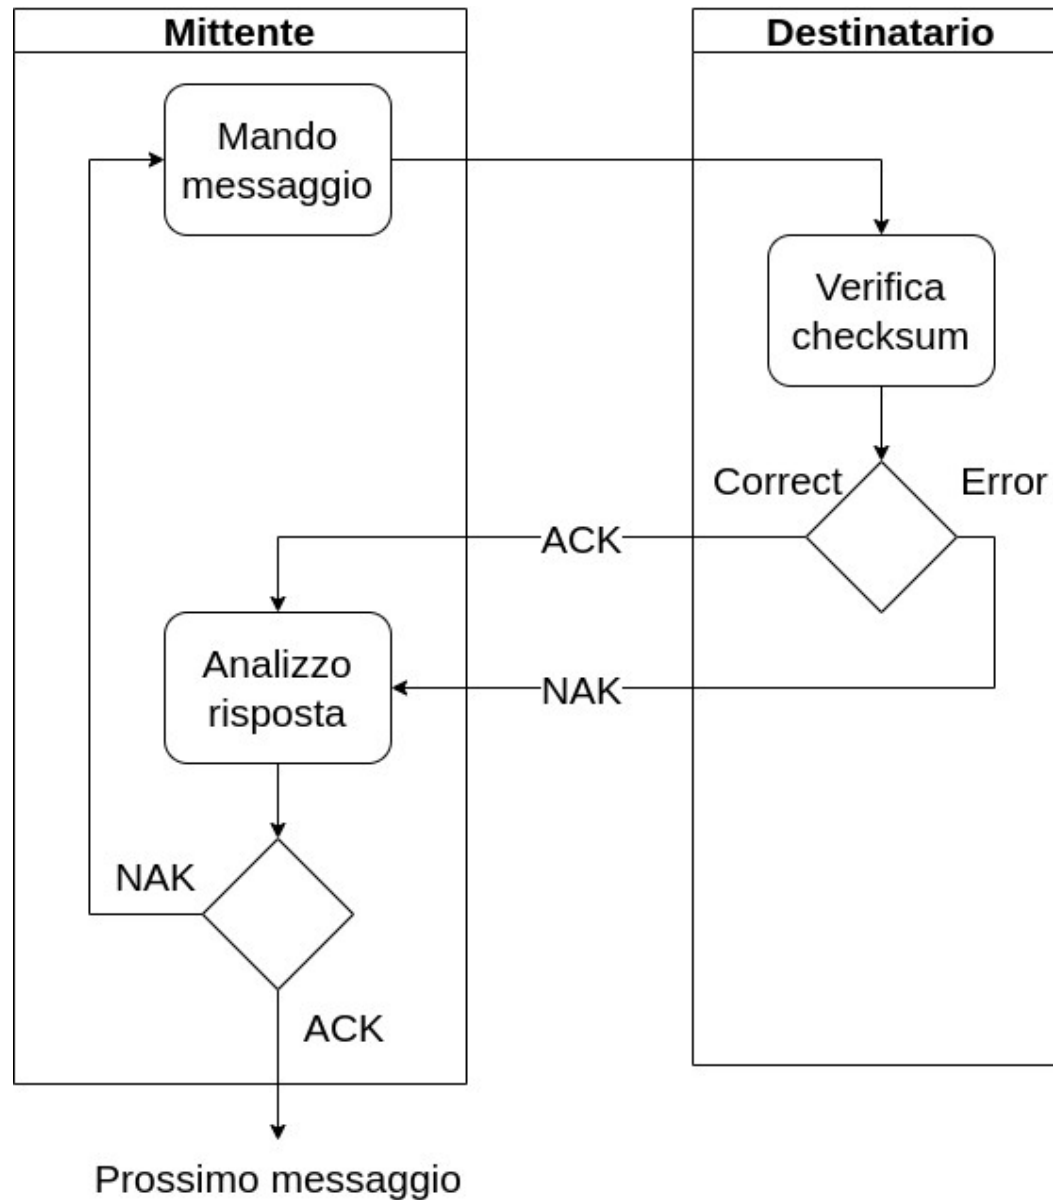 Mittente
Destinatario
Mando
messaggio
Verifica
checksum
Correct
Error
ACK
Analizzo
risposta
NAK
NAK
ACK
Prossimo messaggio